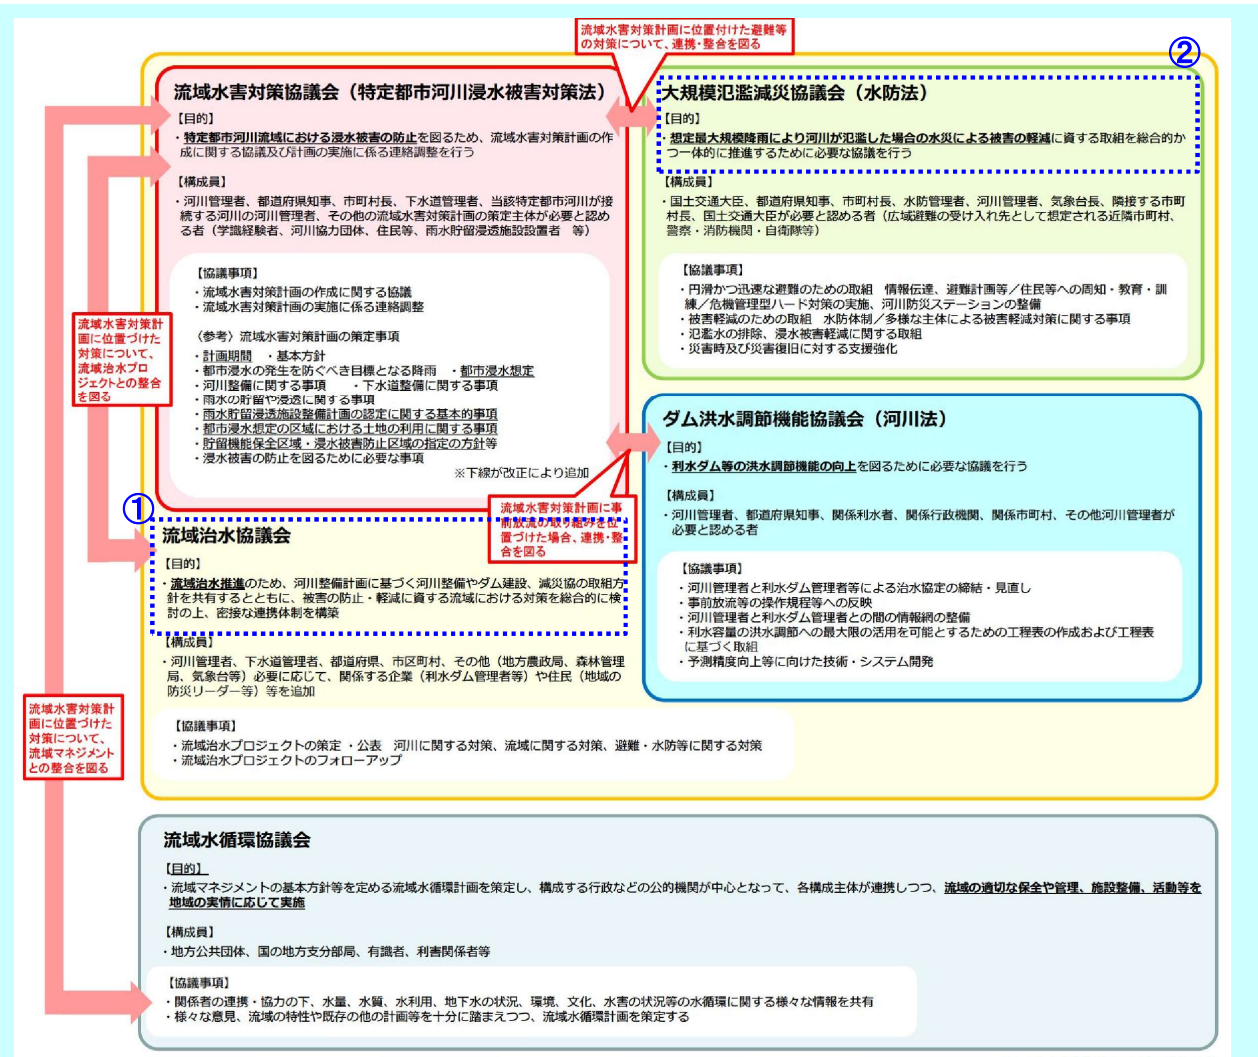 流域水害対策計画に位置付けた避難等
の対策について、連携・整合を図る
②
流域水害対策協議会（特定都市河川浸水被害対策法）
【目的】
・特定都市河川流域における浸水被害の防止を図るため、流域水害対策計画の作
成に関する協議及び計画の実施に係る連絡調整を行う
【構成員】
・河川管理者、都道府県知事、市町村長、下水道管理者、当該特定都市河川が接
続する河川の河川管理者、その他の流域水害対策計画の策定主体が必要と認め
る者（学識経験者、河川協力団体、住民等、雨水貯留浸透施設設置者　等）
【協議事項】
・流域水害対策計画の作成に関する協議
・流域水害対策計画の実施に係る連絡調整
〈参考〉流域水害対策計画の策定事項
・計画期間　・基本方針
・都市浸水の発生を防ぐべき目標となる降雨　・都市浸水想定
・河川整備に関する事項　　・下水道整備に関する事項
・雨水の貯留や浸透に関する事項
・雨水貯留浸透施設整備計画の認定に関する基本的事項
・都市浸水想定の区域における土地の利用に関する事項
・貯留機能保全区域・浸水被害防止区域の指定の方針等
・浸水被害の防止を図るために必要な事項
※下線が改正により追加
大規模氾濫減災協議会（水防法）
【目的】
・想定最大規模降雨により河川が氾濫した場合の水災による被害の軽減に資する取組を総合的か
つ一体的に推進するために必要な協議を行う
【構成員】
・国土交通大臣、都道府県知事、市町村長、水防管理者、河川管理者、気象台長、隣接する市町
村長、国土交通大臣が必要と認める者（広域避難の受け入れ先として想定される近隣市町村、
警察・消防機関・自衛隊等）
【協議事項】
・円滑かつ迅速な避難のための取組　情報伝達、避難計画等／住民等への周知・教育・訓
練／危機管理型ハード対策の実施、河川防災ステーションの整備
・被害軽減のための取組　水防体制／多様な主体による被害軽減対策に関する事項
・氾濫水の排除、浸水被害軽減に関する取組
・災害時及び災害復旧に対する支援強化
流域水害対策計
画に位置づけた
対策について、
流域治水プロ
ジェクトとの整合
を図る
ダム洪水調節機能協議会（河川法）
【目的】
・利水ダム等の洪水調節機能の向上を図るために必要な協議を行う
【構成員】
・河川管理者、都道府県知事、関係利水者、関係行政機関、関係市町村、その他河川管理者が
必要と認める者
【協議事項】
・河川管理者と利水ダム管理者等による治水協定の締結・見直し
・事前放流等の操作規程等への反映
・河川管理者と利水ダム管理者との間の情報網の整備
・利水容量の洪水調節への最大限の活用を可能とするための工程表の作成および工程表
に基づく取組
・予測精度向上等に向けた技術・システム開発
流域水害対策計画に事
前放流の取り組みを位
置づけた場合、連携・整
合を図る
①
流域治水協議会
【目的】
・流域治水推進のため、河川整備計画に基づく河川整備やダム建設、減災協の取組方
針を共有するとともに、被害の防止・軽減に資する流域における対策を総合的に検
討の上、密接な連携体制を構築
【構成員】
・河川管理者、下水道管理者、都道府県、市区町村、その他（地方農政局、森林管理
局、気象台等）必要に応じて、関係する企業（利水ダム管理者等）や住民（地域の
防災リーダー等）等を追加
【協議事項】
・流域治水プロジェクトの策定・公表　河川に関する対策、流域に関する対策、避難・水防等に関する対策
・流域治水プロジェクトのフォローアップ
流域水害対策計
画に位置づけた
対策について、
流域マネジメント
との整合を図る
流域水循環協議会
【目的】
・流域マネジメントの基本方針等を定める流域水循環計画を策定し、構成する行政などの公的機関が中心となって、各構成主体が連携しつつ、流域の適切な保全や管理、施設整備、活動等を
地域の実情に応じて実施
【構成員】
・地方公共団体、国の地方支分部局、有識者、利害関係者等
【協議事項】
・関係者の連携・協力の下、水量、水質、水利用、地下水の状況、環境、文化、水害の状況等の水循環に関する様々な情報を共有
・様々な意見、流域の特性や既存の他の計画等を十分に踏まえつつ、流域水循環計画を策定する